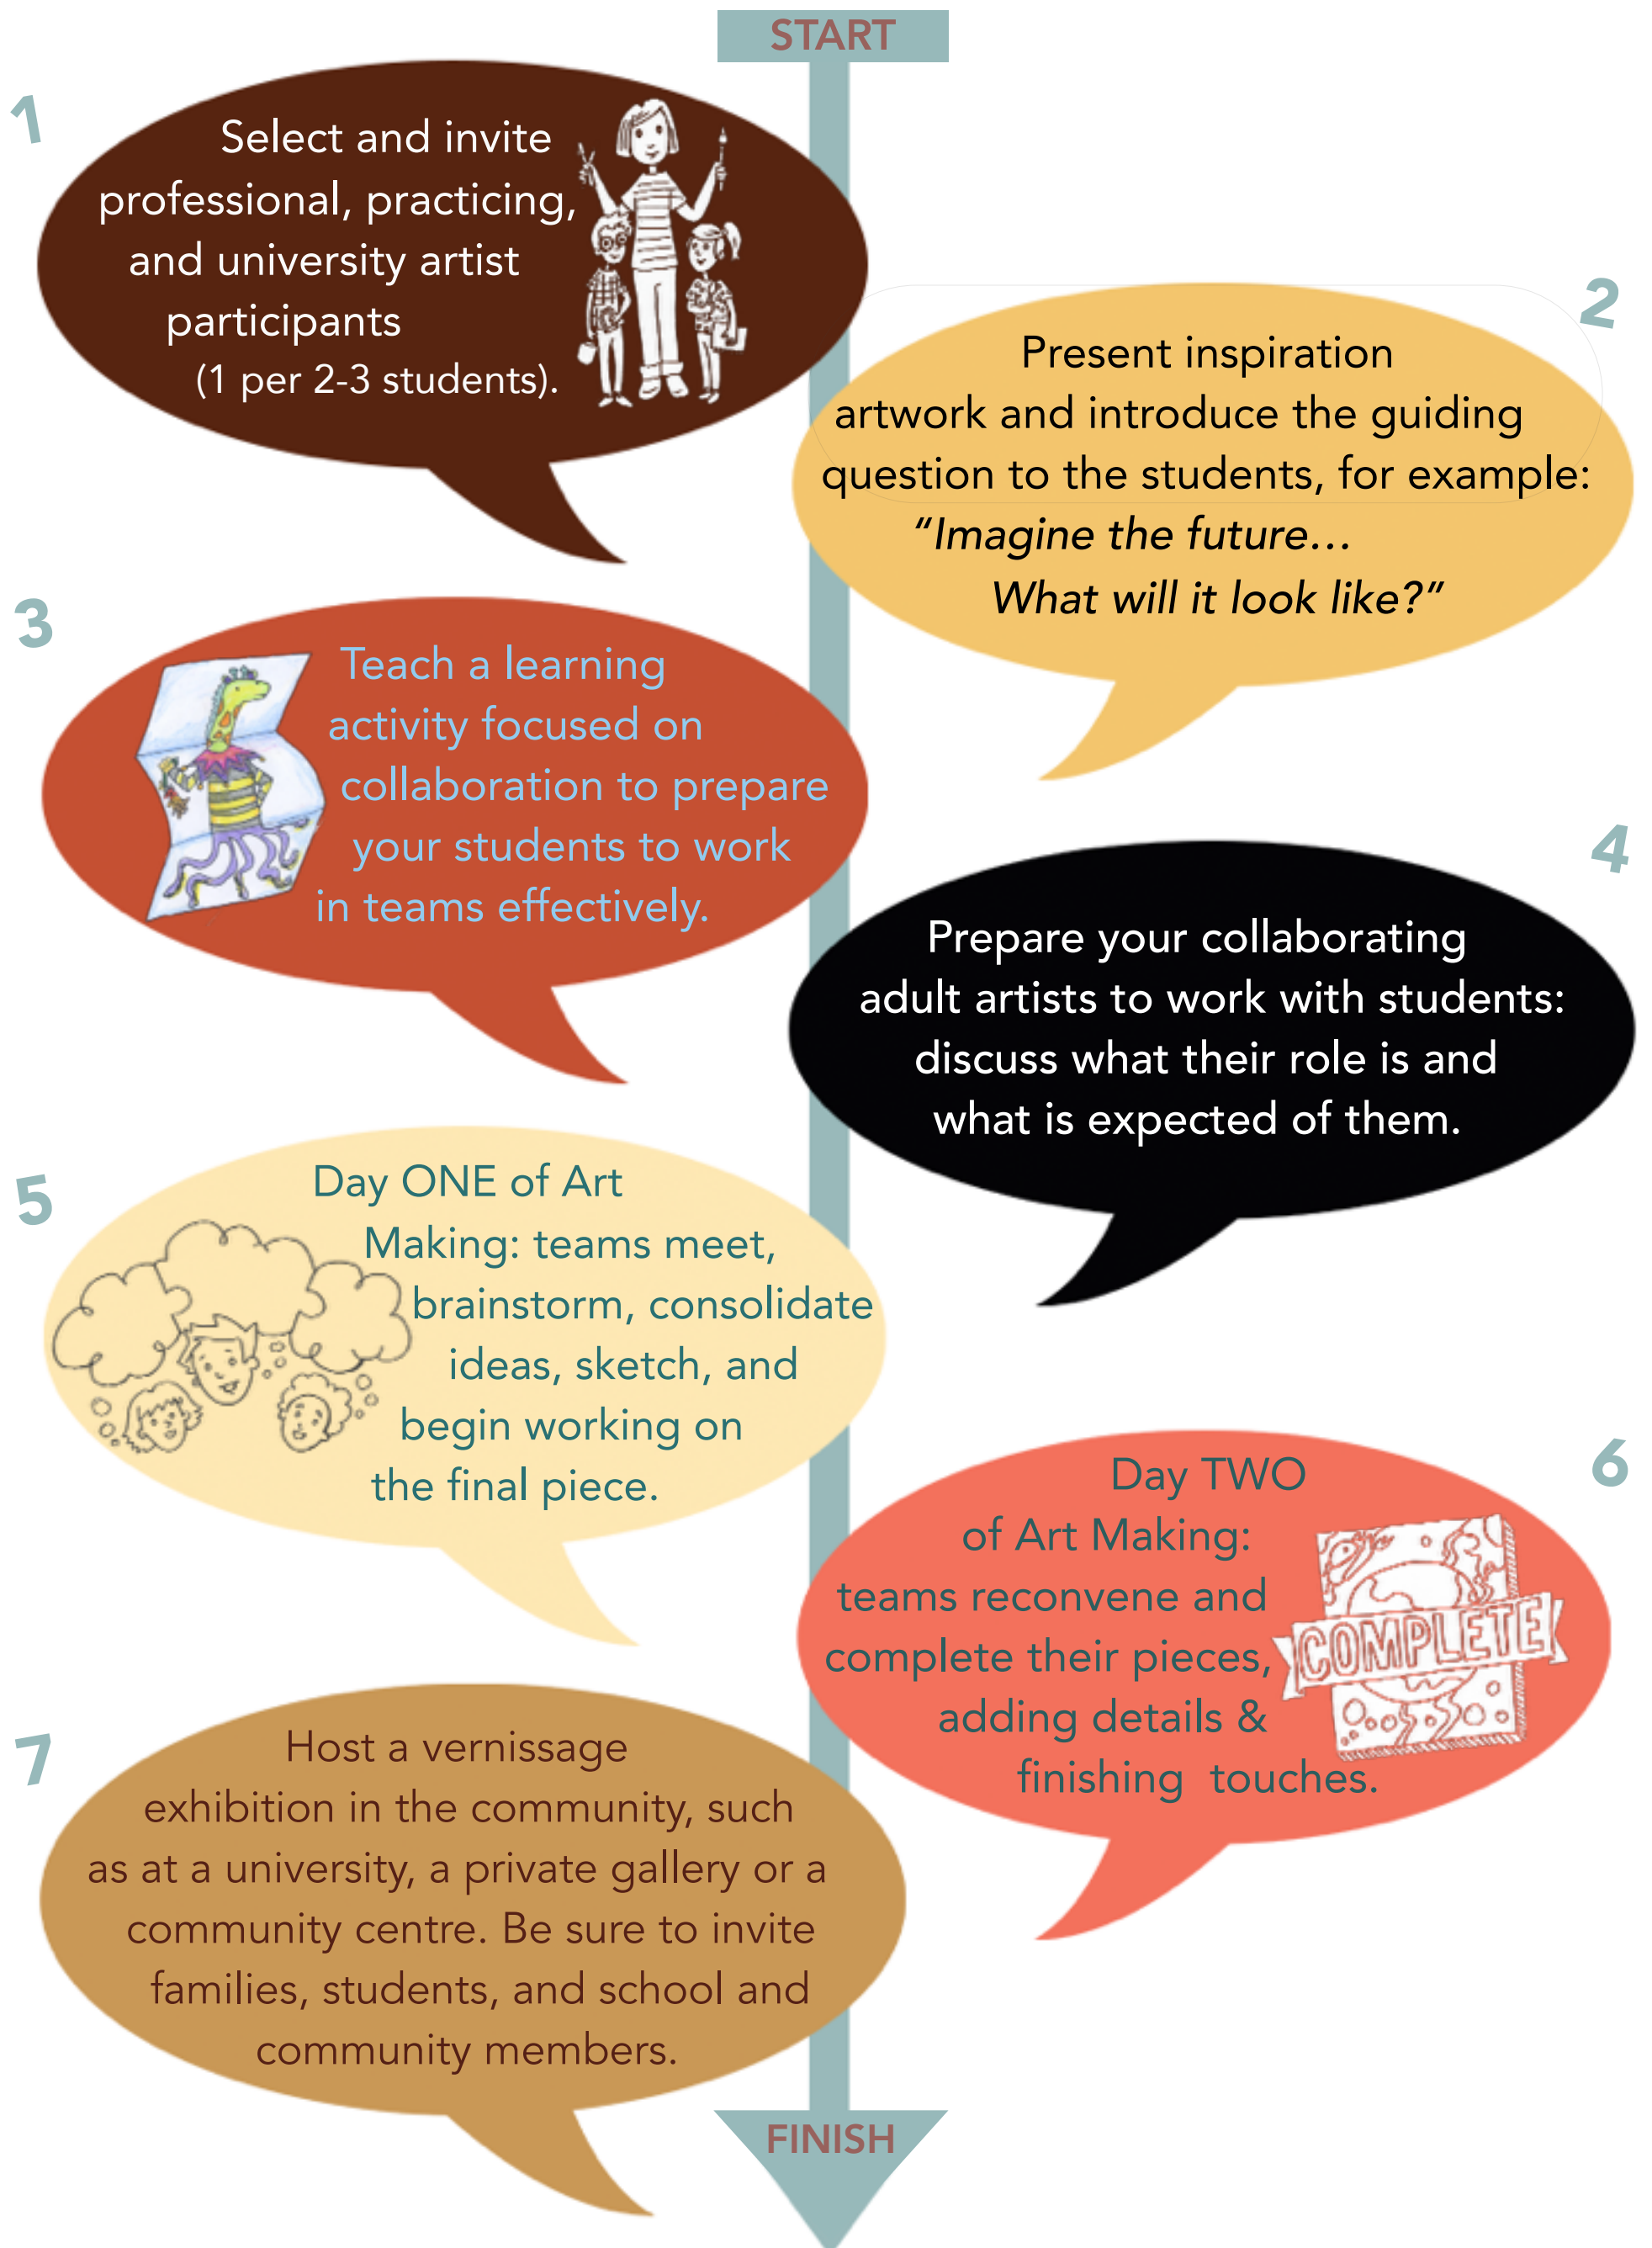 START
1
Select and invite
professional, practicing,
and university artist
participants
(1 per 2-3 students).
2
Present inspiration
artwork and introduce the guiding
question to the students, for example:
“Imagine the future…
What will it look like?”
3
Teach a learning
activity focused on
collaboration to prepare
your students to work
in teams effectively.
4
Prepare your collaborating
adult artists to work with students:
discuss what their role is and
what is expected of them.
5
Day ONE of Art
Making: teams meet,
brainstorm, consolidate
ideas, sketch, and
begin working on
the final piece.
6
Day TWO
of Art Making:
teams reconvene and
complete their pieces,
adding details &
finishing touches.
COMPLETE
7
Host a vernissage
exhibition in the community, such
as at a university, a private gallery or a
community centre. Be sure to invite
families, students, and school and
community members.
FINISH